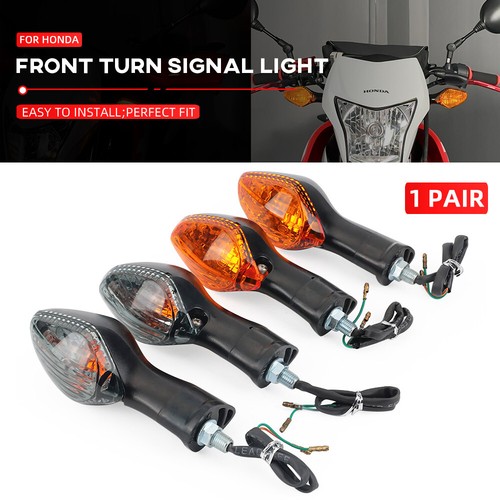 FOR HONDA
FRONT TURN SIGNAL LIGHT
EASY TO INSTALL;PERFECT FIT
HONDA
1 PAIR